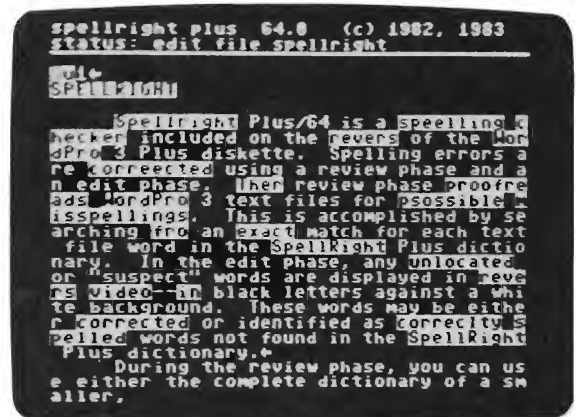 spellright plus 64.0 (c) 1982, 1983
status: edit file spellright
SPELLRIGHT
Spellright Plus/64 is a speelling c
hecker included on the revers of the Wor
dPro 3 Plus diskette. Spelling errors a
re correected using a review phase and a
n edit phase. Ther review phase proofre
ads WordPro 3 text files for psossible m
isspellings. This is accomplished by se
arching fro an exact match for each text
file word in the SpellRight Plus dictio
nary. In the edit phase, any unlocated
or "suspect" words are displayed in reve
rs video--in black letters against a whi
te background. These words may be eithe
r corrected or identified as correclty s
pelled words not found in the SpellRight
Plus dictionary.←
During the review phase, you can us
e either the complete dictionary of a sm
aller,